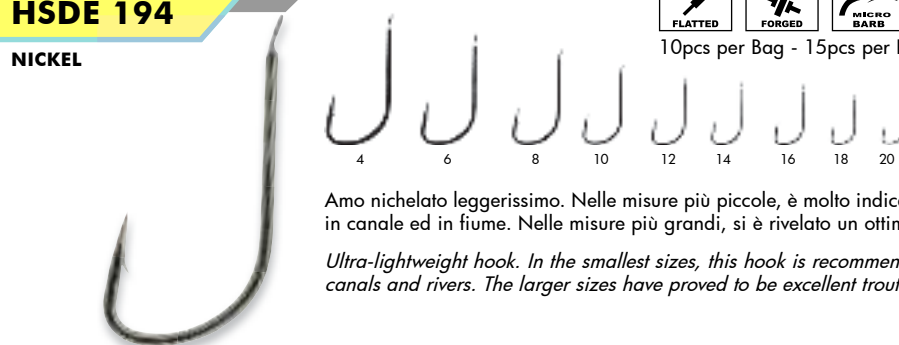 HSDE 194
NICKEL
FLATTED
FORGED
MICRO
BARB
10pcs per Bag - 15pcs per
4 6 8 10 12 14 16 18 20
Amo nichelato leggerissimo. Nelle misure più piccole, è molto indic
in canale ed in fiume. Nelle misure più grandi, si è rivelato un ottim
Ultra-lightweight hook. In the smallest sizes, this hook is recommen
canals and rivers. The larger sizes have proved to be excellent trout